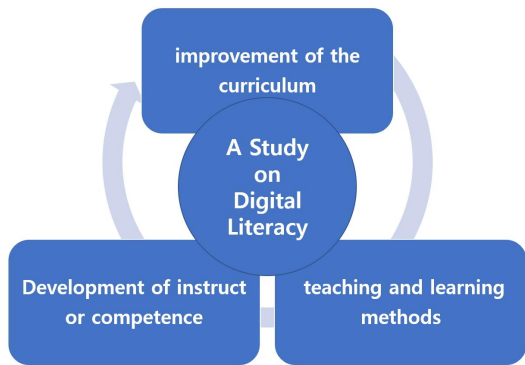 improvement of the
curriculum
A Study
on
Digital
Literacy
Development of instruct
or competence
teaching and learning
methods